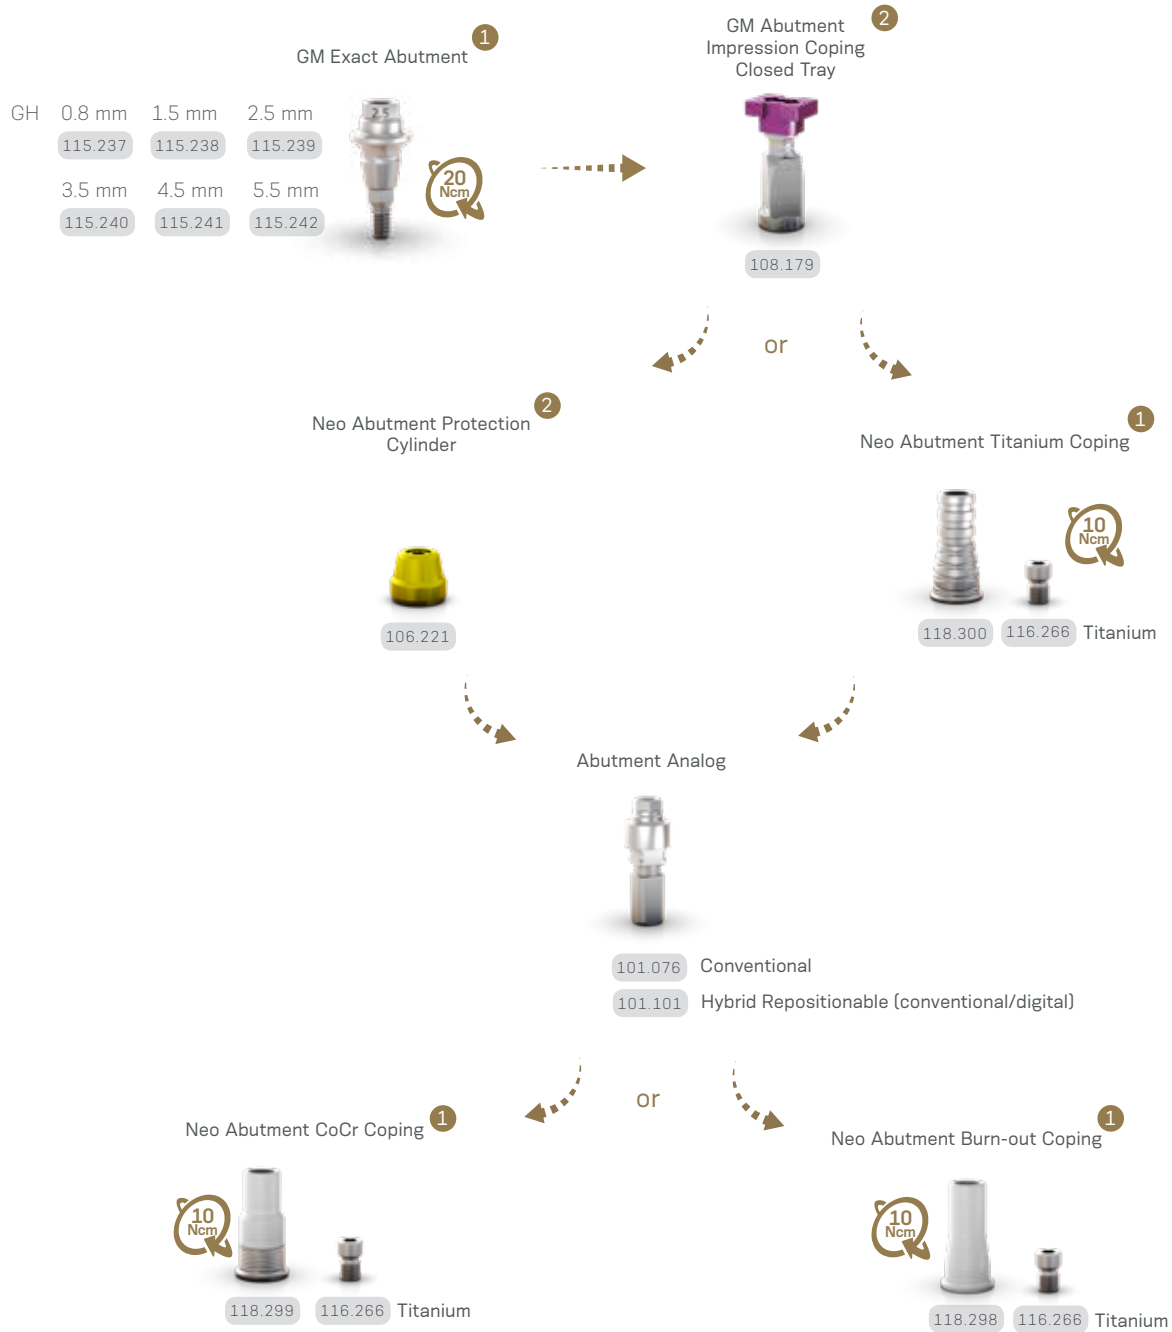 GM Exact Abutment
1
GM Abutment
Impression Coping
Closed Tray
2
GH 0.8 mm 1.5 mm 2.5 mm
115.237 115.238 115.239
3.5 mm 4.5 mm 5.5 mm
115.240 115.241 115.242
2.5
20
Ncm
108.179
or
Neo Abutment Protection
Cylinder
2
Neo Abutment Titanium Coping
1
10
Ncm
106.221
118.300 116.266 Titanium
Abutment Analog
101.076 Conventional
101.101 Hybrid Repositionable (conventional/digital)
or
Neo Abutment CoCr Coping
1
Neo Abutment Burn-out Coping
1
10
Ncm
10
Ncm
118.299 116.266 Titanium
118.298 116.266 Titanium